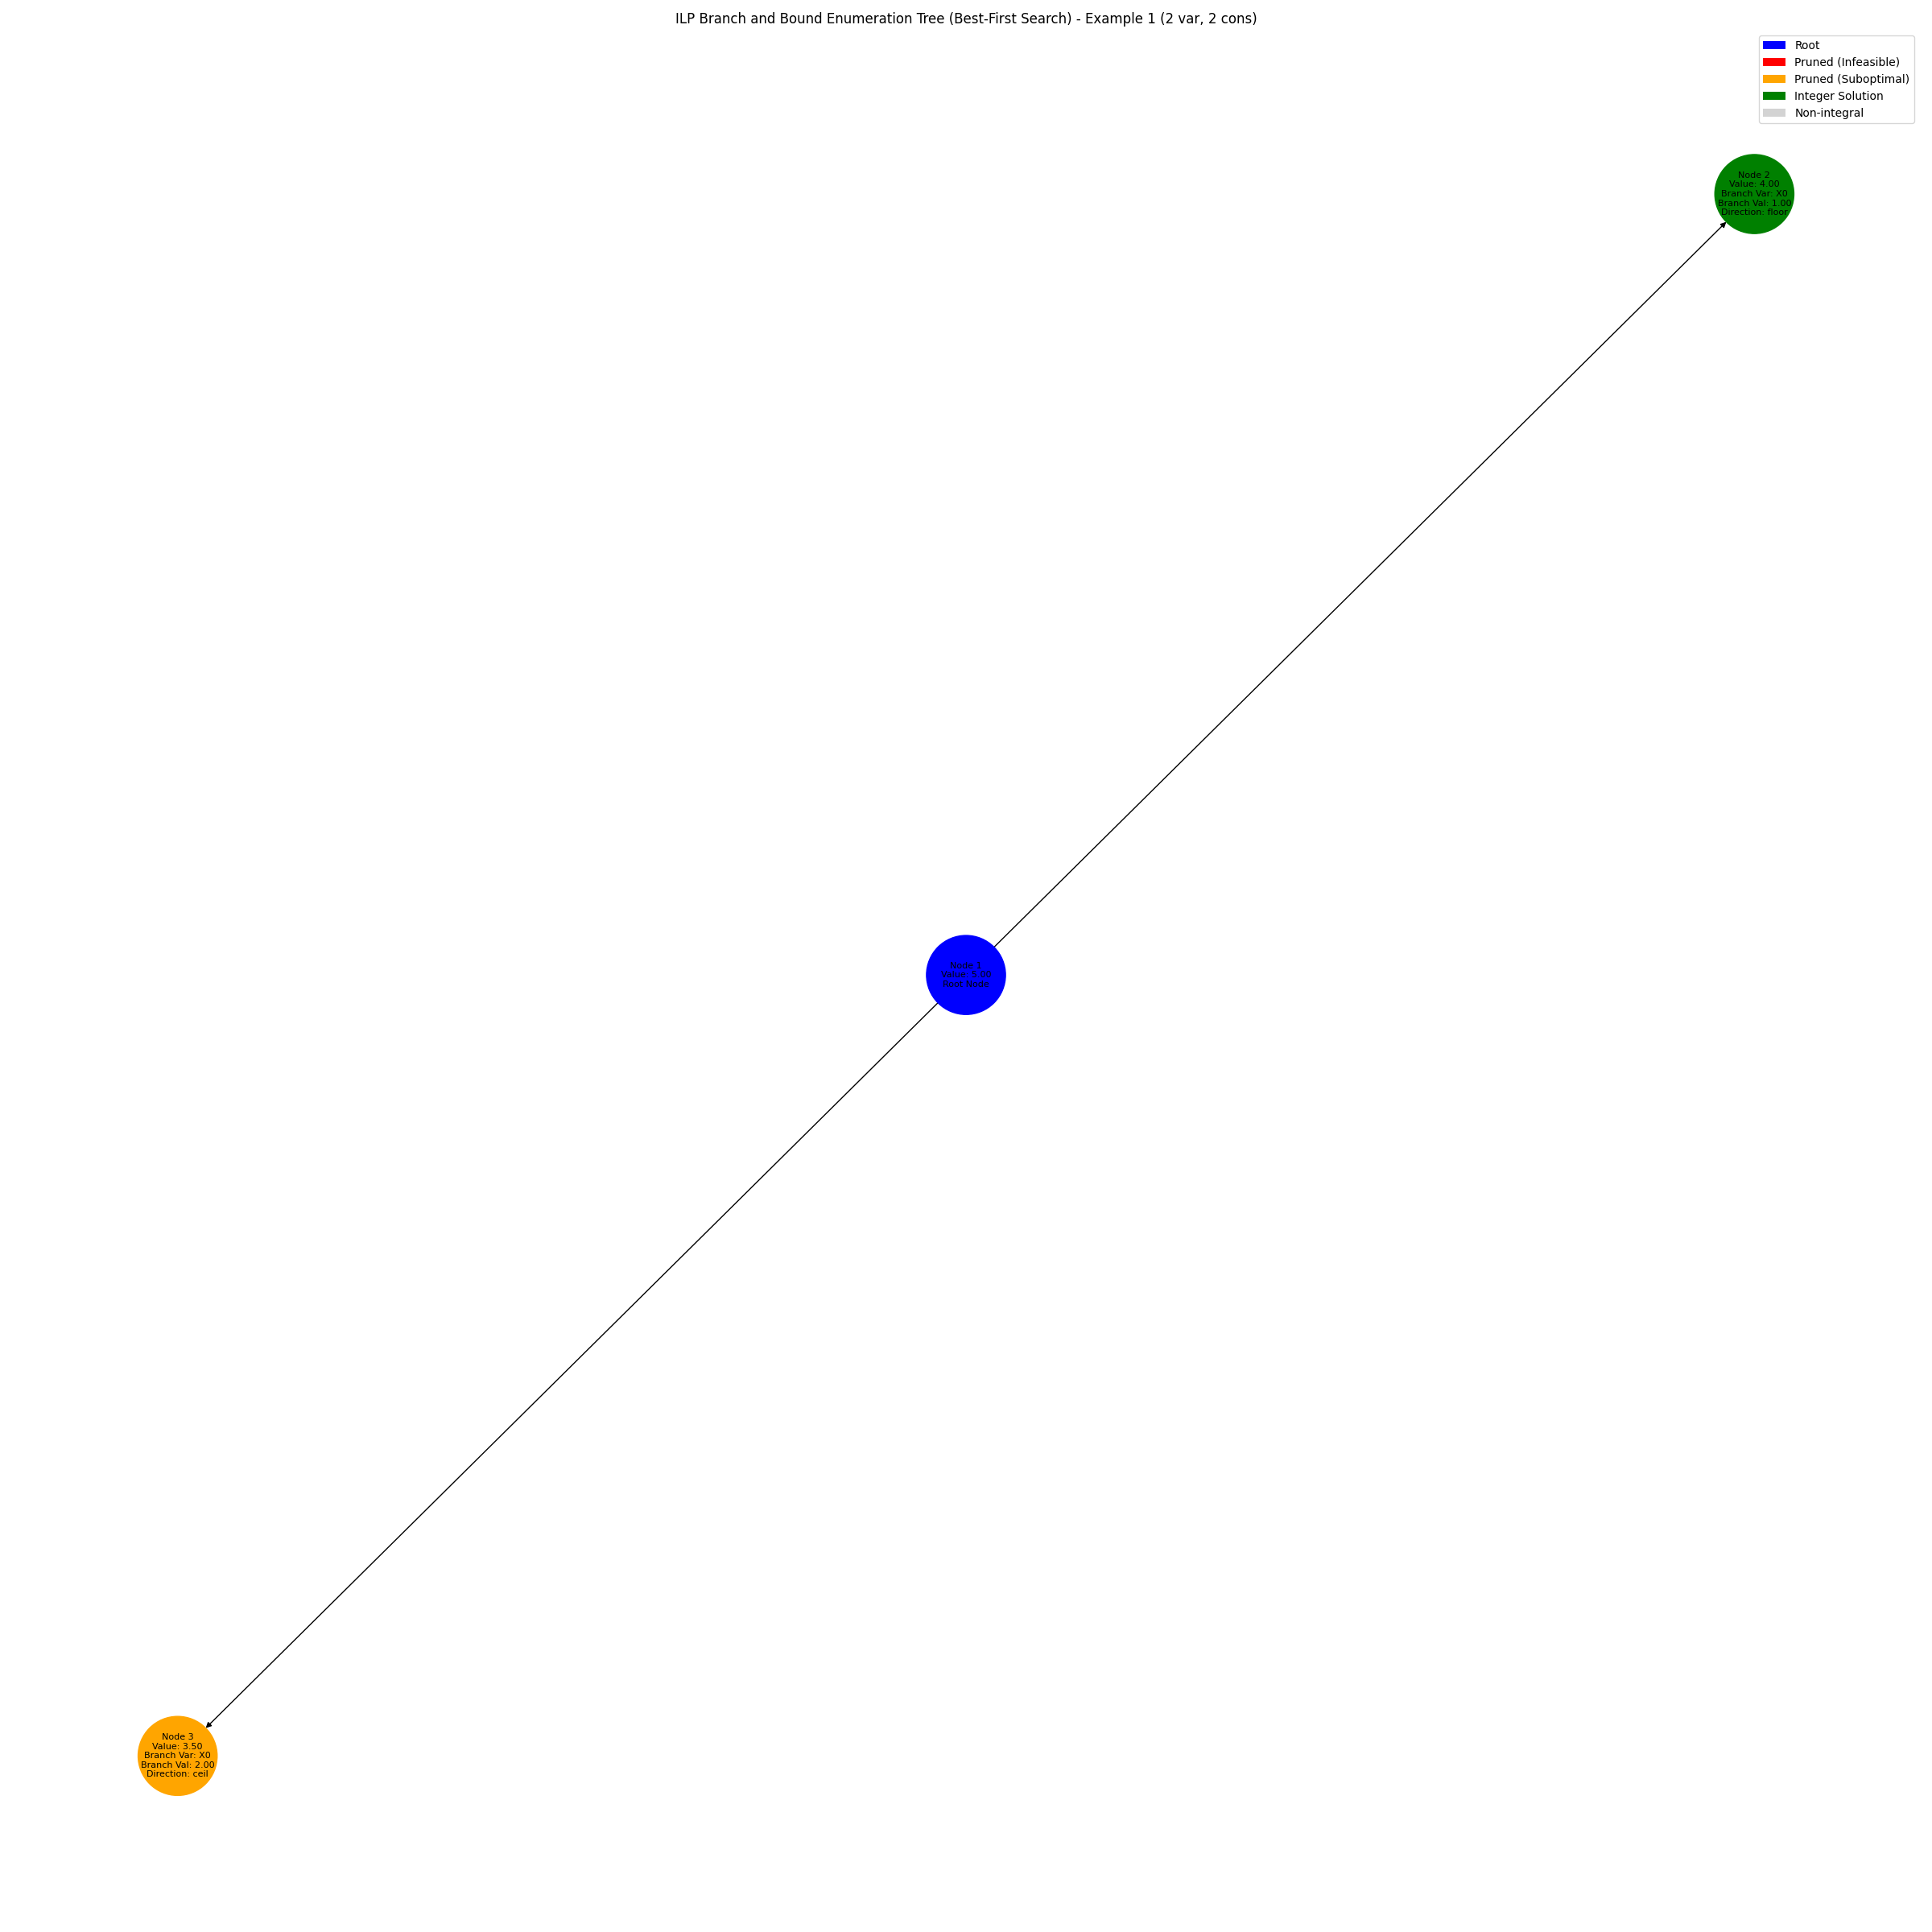 ILP Branch and Bound Enumeration Tree (Best-First Search) - Example 1 (2 var, 2 cons)
Root
Pruned (Infeasible)
Pruned (Suboptimal)
Integer Solution
Non-integral
Node 2
Value: 4.00
Branch Var: X0
Branch Val: 1.00
Direction: floor
Node 1
Value: 5.00
Root Node
Node 3
Value: 3.50
Branch Var: X0
Branch Val: 2.00
Direction: ceil